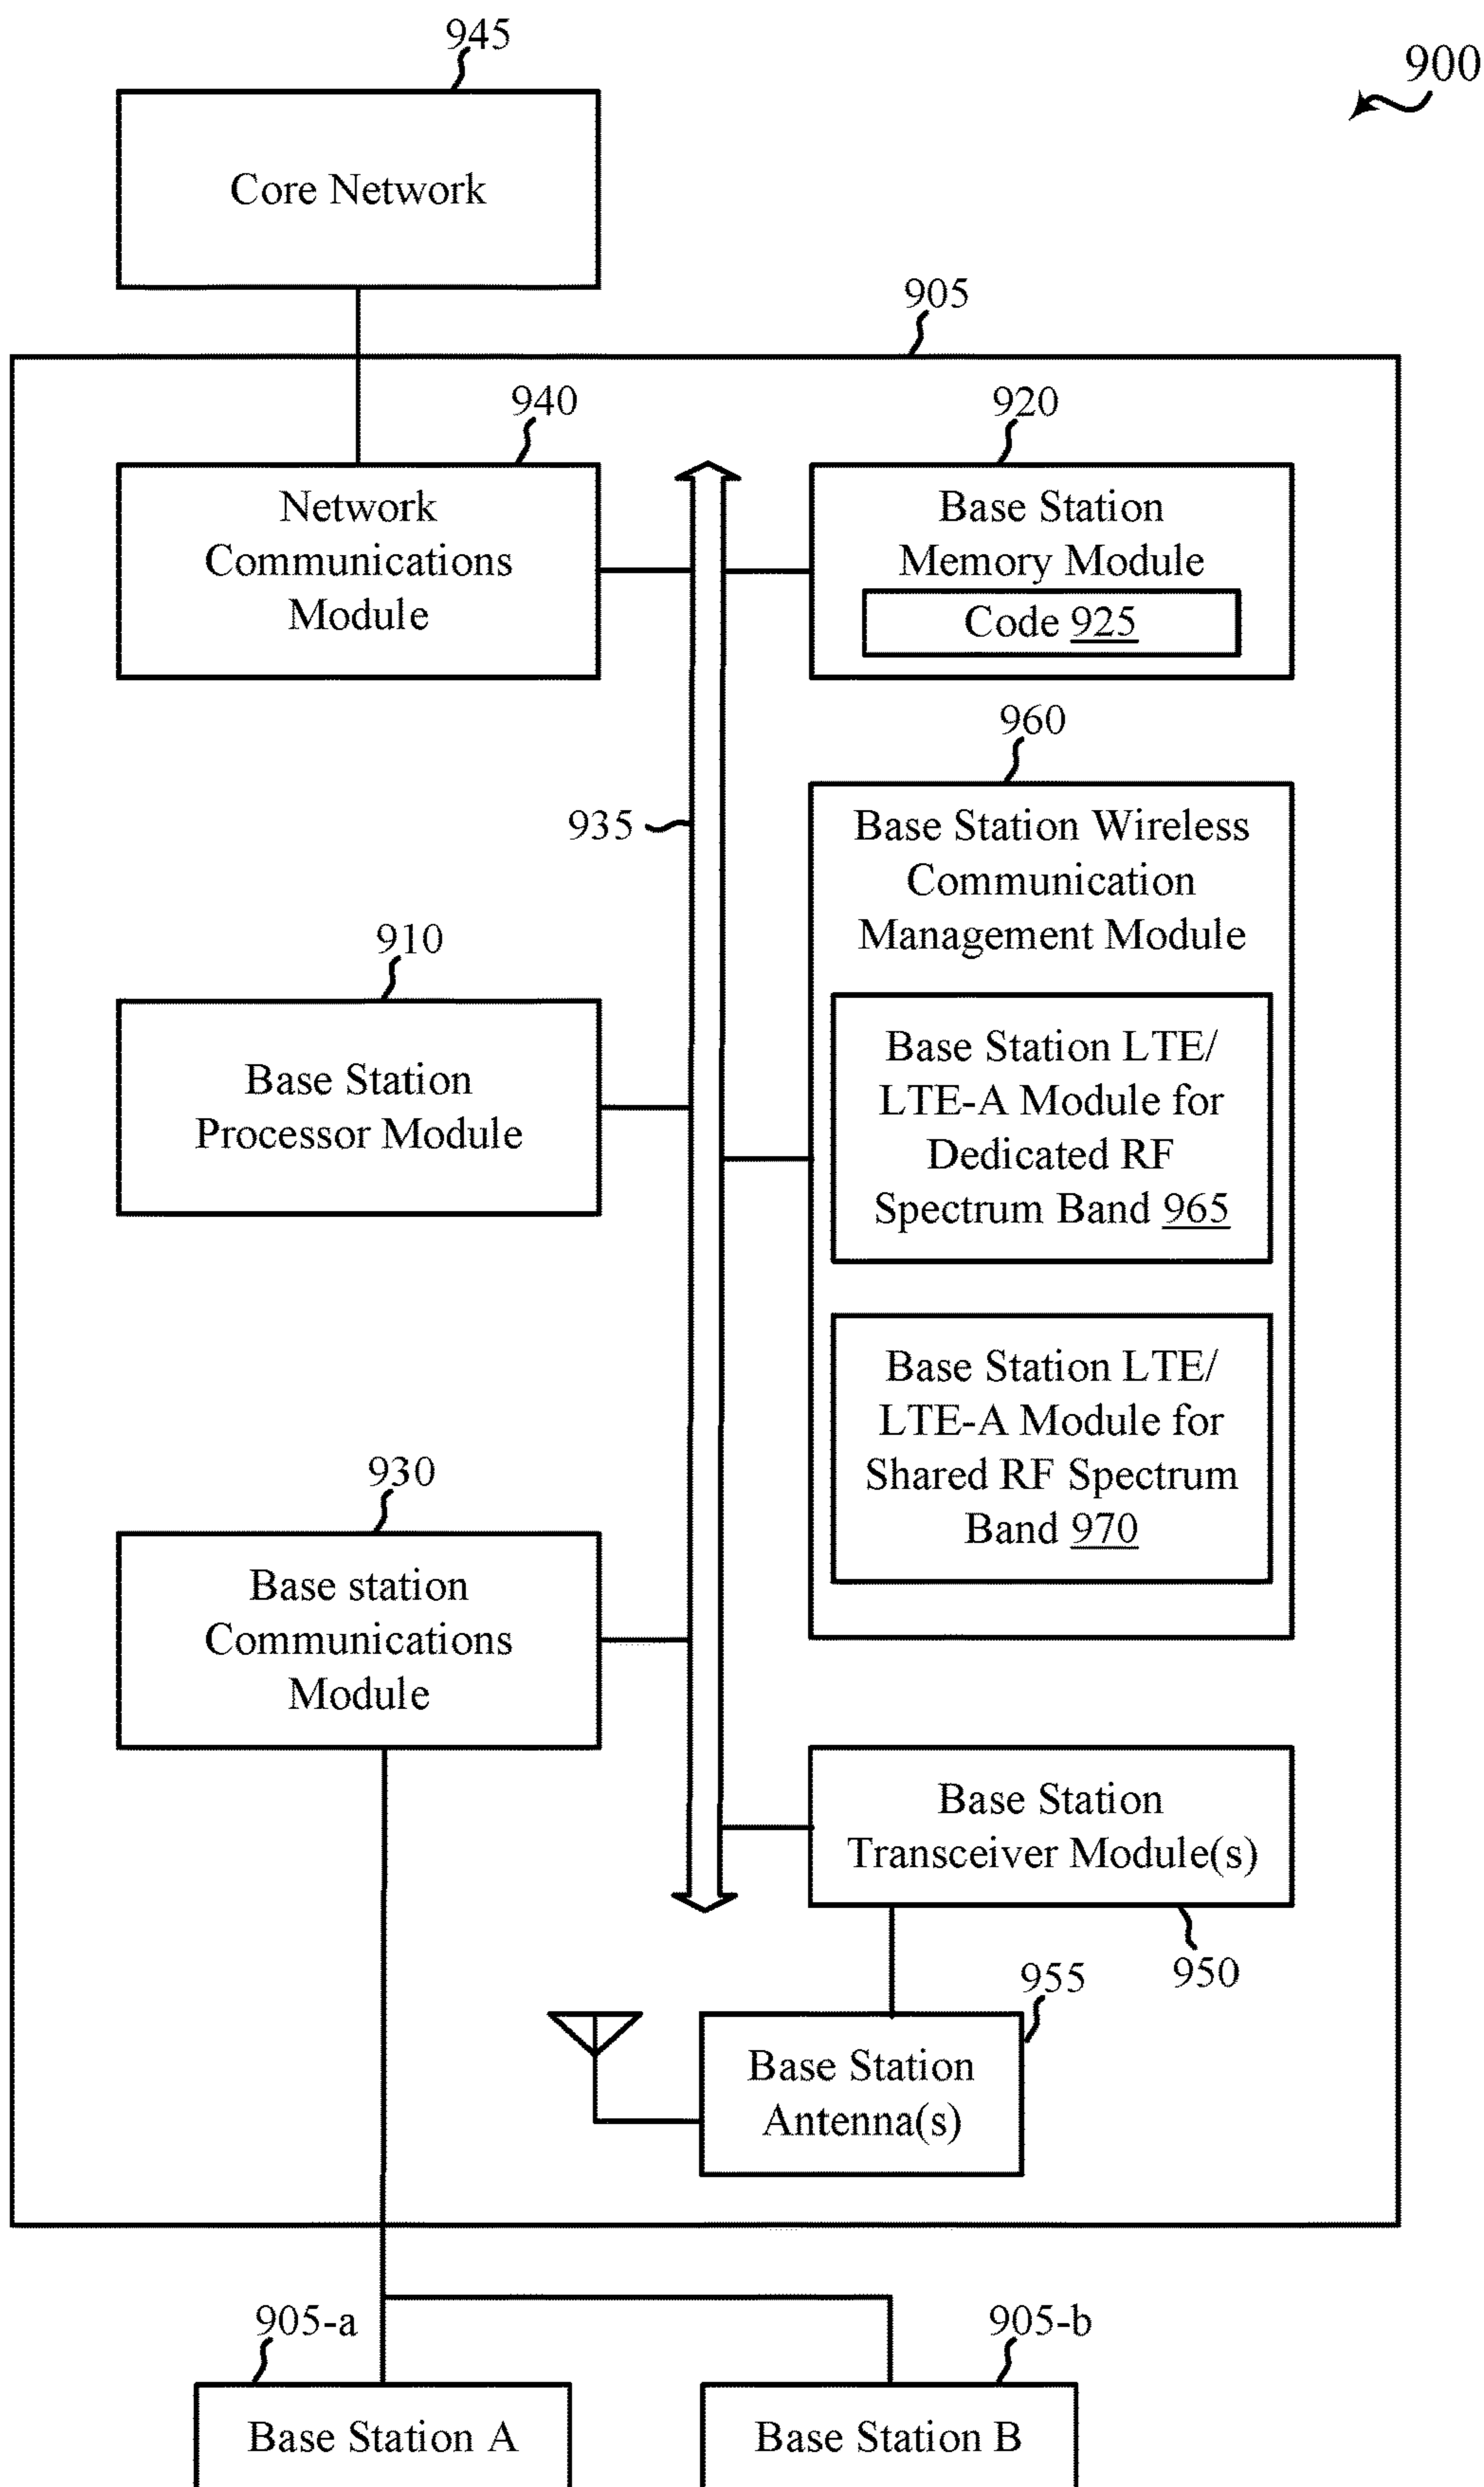 945
900
Core Network
905
940
920
Network
Communications
Module
Base Station
Memory Module
Code 925
960
935
Base Station Wireless
Communication
Management Module
910
Base Station
Processor Module
Base Station LTE/
LTE-A Module for
Dedicated RF
Spectrum Band 965
Base Station LTE/
LTE-A Module for
Shared RF Spectrum
Band 970
930
Base station
Communications
Module
Base Station
Transceiver Module(s)
950
955
Base Station
Antenna(s)
905-a
905-b
Base Station A
Base Station B